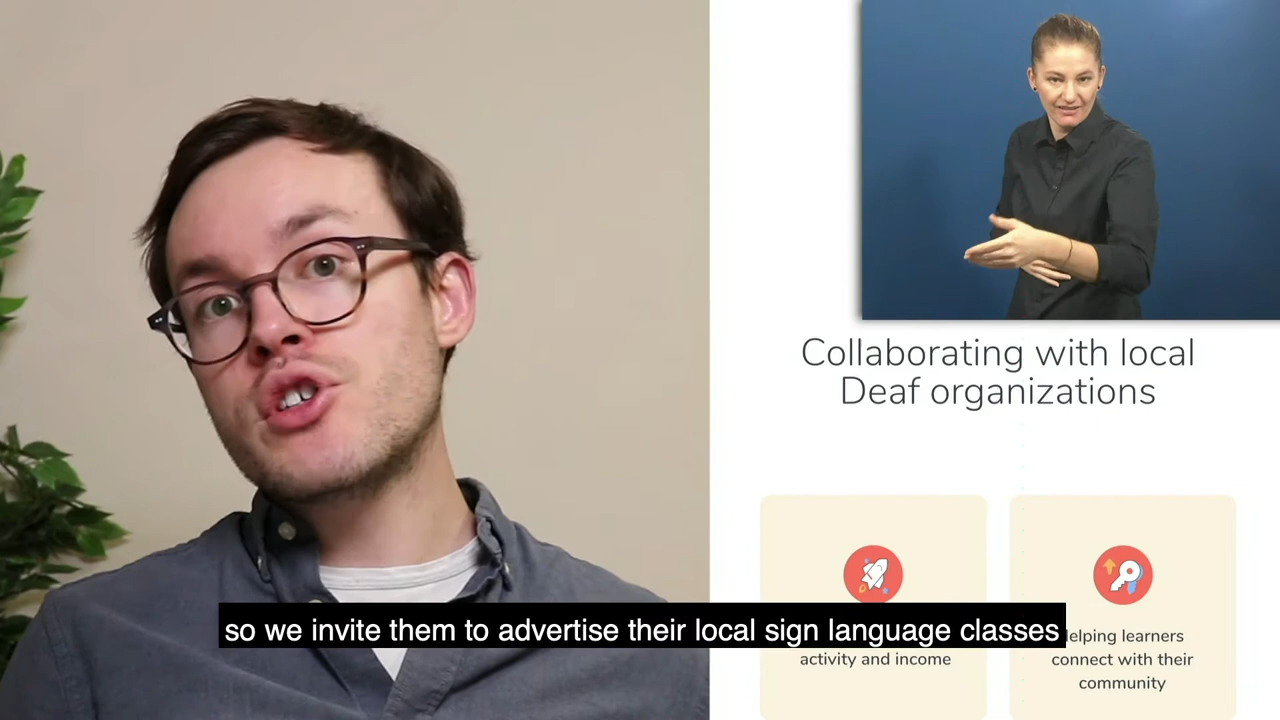 Collaborating with local
Deaf organizations
so we invite them to advertise their local sign language classes
activity and income
elping learners
connect with their
community